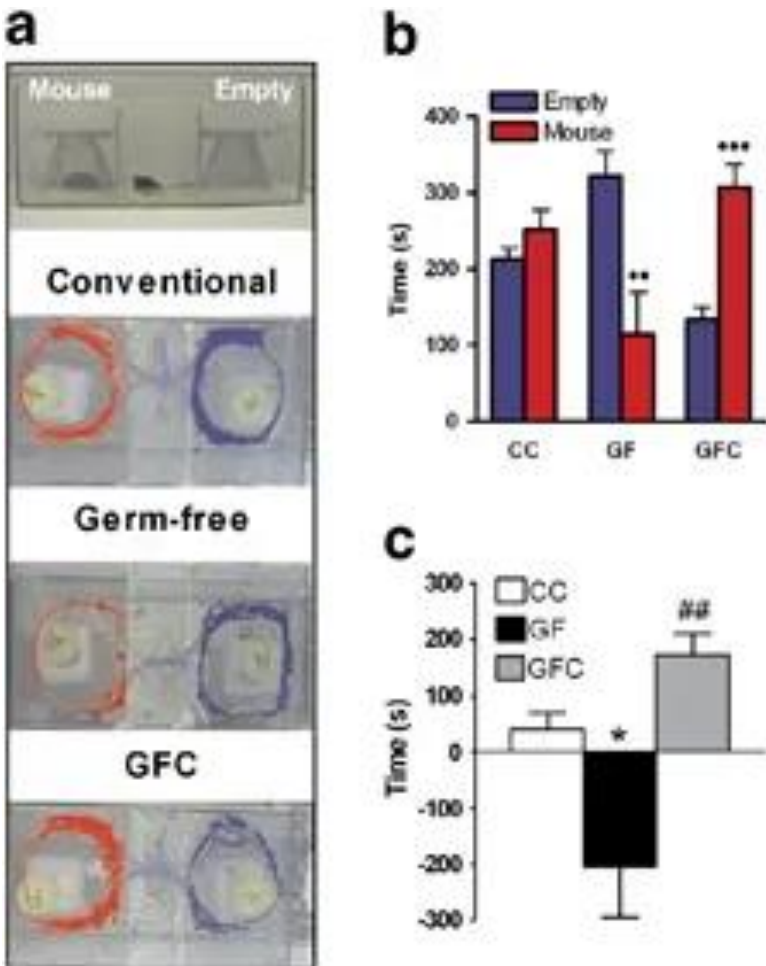 a
Mouse Empty
Conventional
Germ-free
GFC
b
Empty
Mouse
Time (s)
400
300
200
100
0
**
***
CC GF GFC
c
CC
GF
GFC
Time (s)
300
200
100
0
-100
-200
-300
*
##